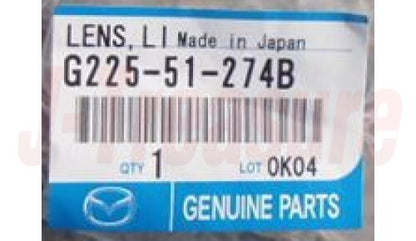 LENS, LI Made in Japan
G225-51-274B
QTY 1 LOT 0K04
GENUINE PARTS